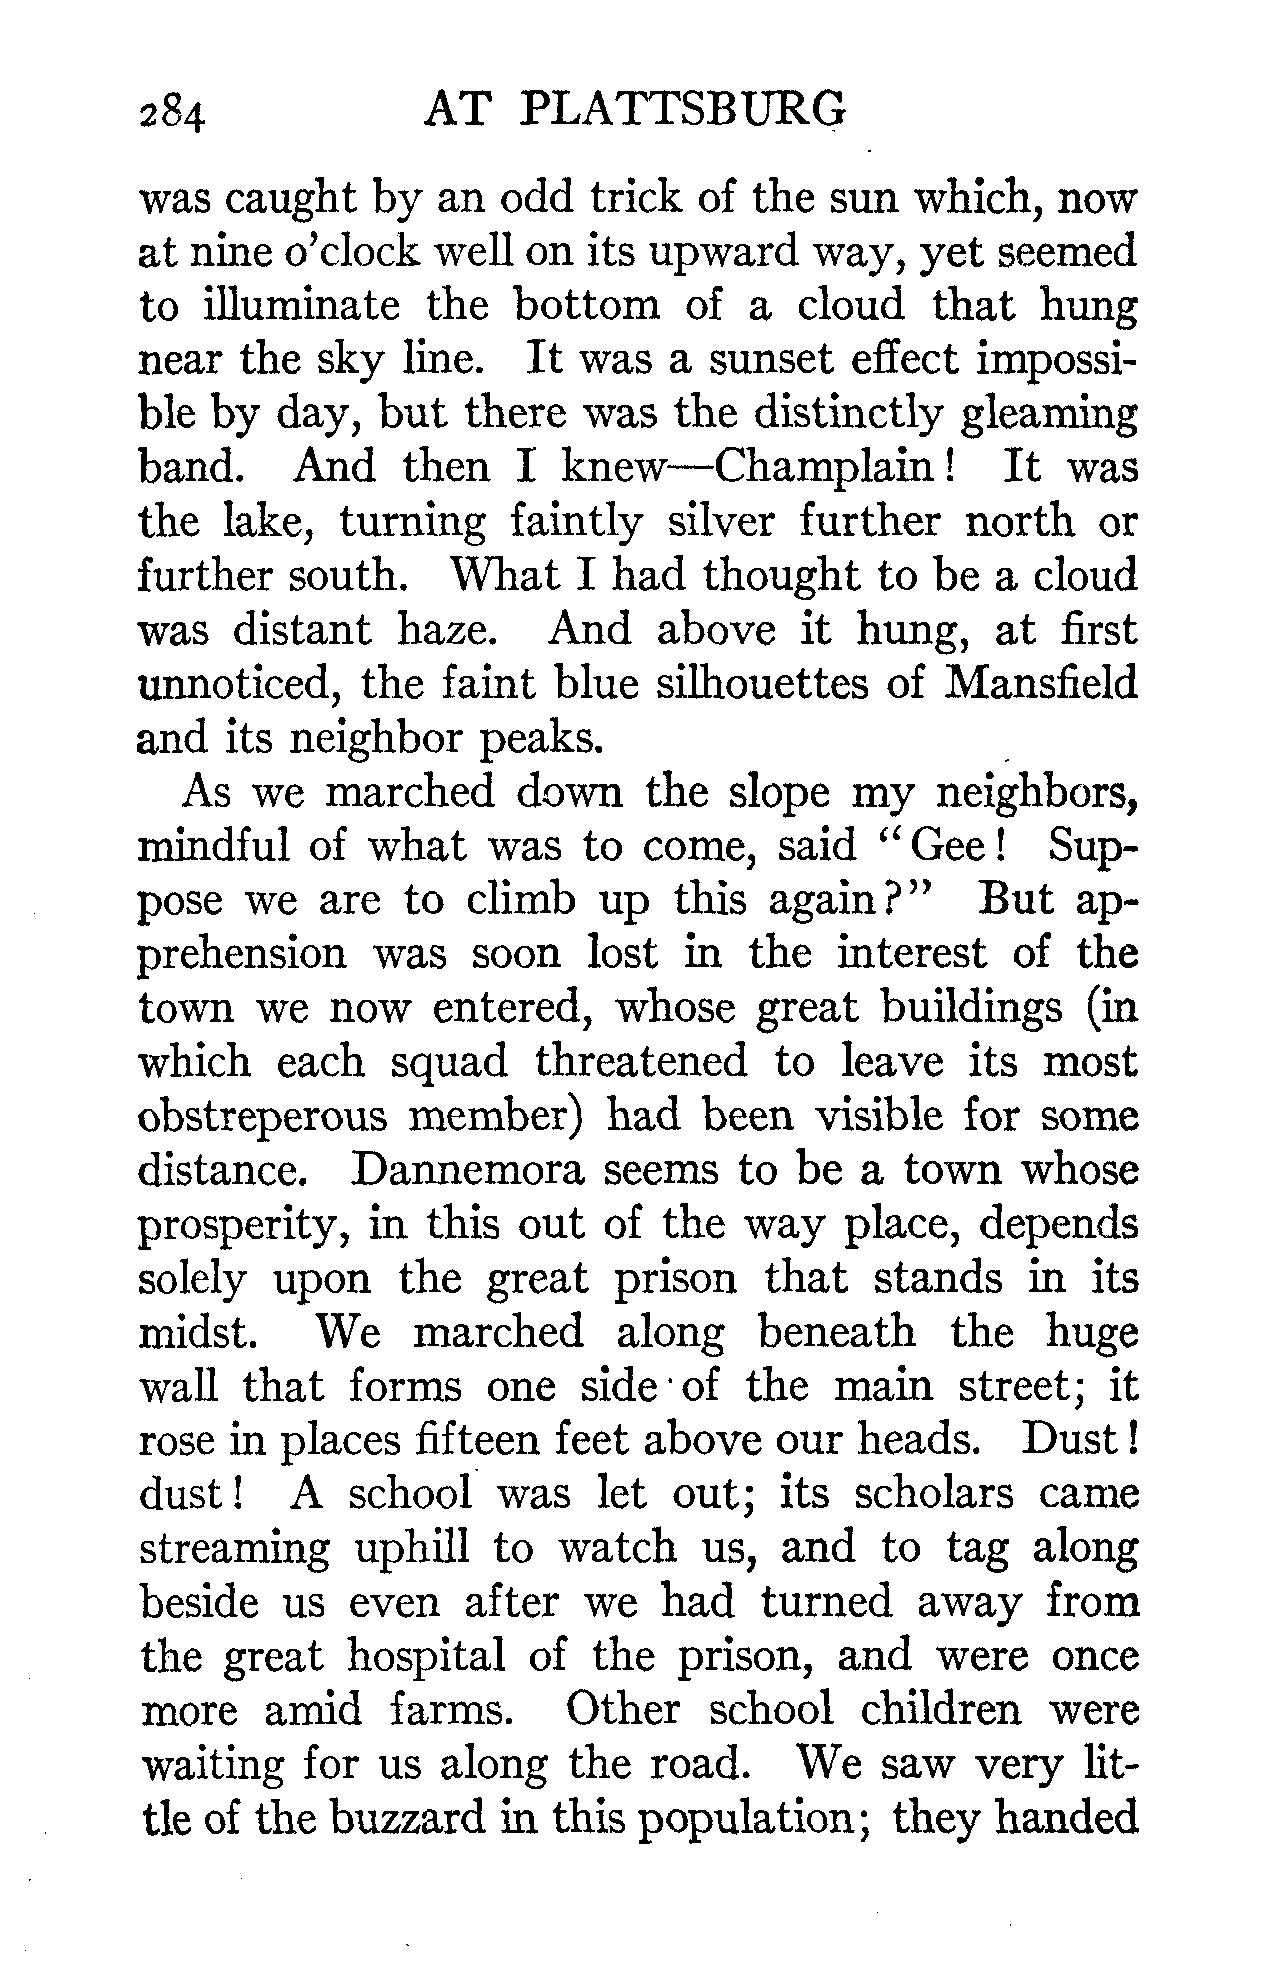 284 AT PLATTSBURG
was caught by an odd trick of the sun which, now
at nine o'clock well on its upward way, yet seemed
to illuminate the bottom of a cloud that hung
near the sky line. It was a sunset effect impossi-
ble by day, but there was the distinctly gleaming
band. And then I knew—Champlain! It was
the lake, turning faintly silver further north or
further south. What I had thought to be a cloud
was distant haze. And above it hung, at first
unnoticed, the faint blue silhouettes of Mansfield
and its neighbor peaks.
As we marched down the slope my neighbors,
mindful of what was to come, said "Gee! Sup-
pose we are to climb up this again?" But ap-
prehension was soon lost in the interest of the
town we now entered, whose great buildings (in
which each squad threatened to leave its most
obstreperous member) had been visible for some
distance. Dannemora seems to be a town whose
prosperity, in this out of the way place, depends
solely upon the great prison that stands in its
midst. We marched along beneath the huge
wall that forms one side of the main street; it
rose in places fifteen feet above our heads. Dust!
dust! A school was let out; its scholars came
streaming uphill to watch us, and to tag along
beside us even after we had turned away from
the great hospital of the prison, and were once
more amid farms. Other school children were
waiting for us along the road. We saw very lit-
tle of the buzzard in this population; they handed